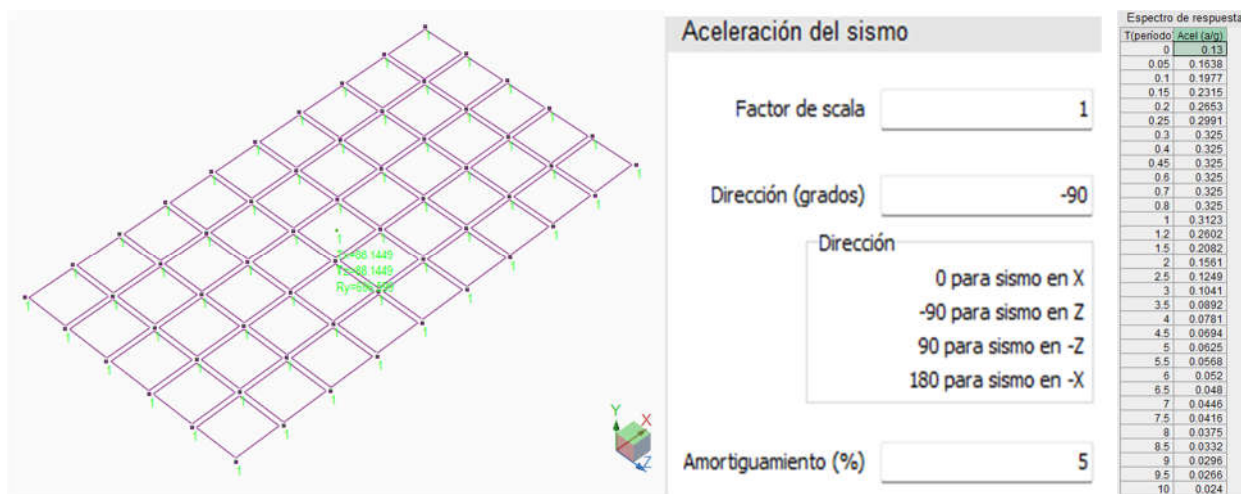 Aceleración del sismo
Factor de scala 1
Dirección (grados) -90
Dirección
0 para sismo en X
-90 para sismo en Z
90 para sismo en -Z
180 para sismo en -X
Amortiguamiento (%) 5
Espectro de respuesta
T(período) Acel (a/g)
0 0.13
0.05 0.1638
0.1 0.1977
0.15 0.2315
0.2 0.2653
0.25 0.2991
0.3 0.325
0.4 0.325
0.45 0.325
0.6 0.325
0.7 0.325
0.8 0.325
1 0.3123
1.2 0.2602
1.5 0.2082
2 0.1561
2.5 0.1249
3 0.1041
3.5 0.0892
4 0.0781
4.5 0.0694
5 0.0625
5.5 0.0568
6 0.052
6.5 0.048
7 0.0446
7.5 0.0416
8 0.0375
8.5 0.0332
9 0.0296
9.5 0.0266
10 0.024
Y
X
Z